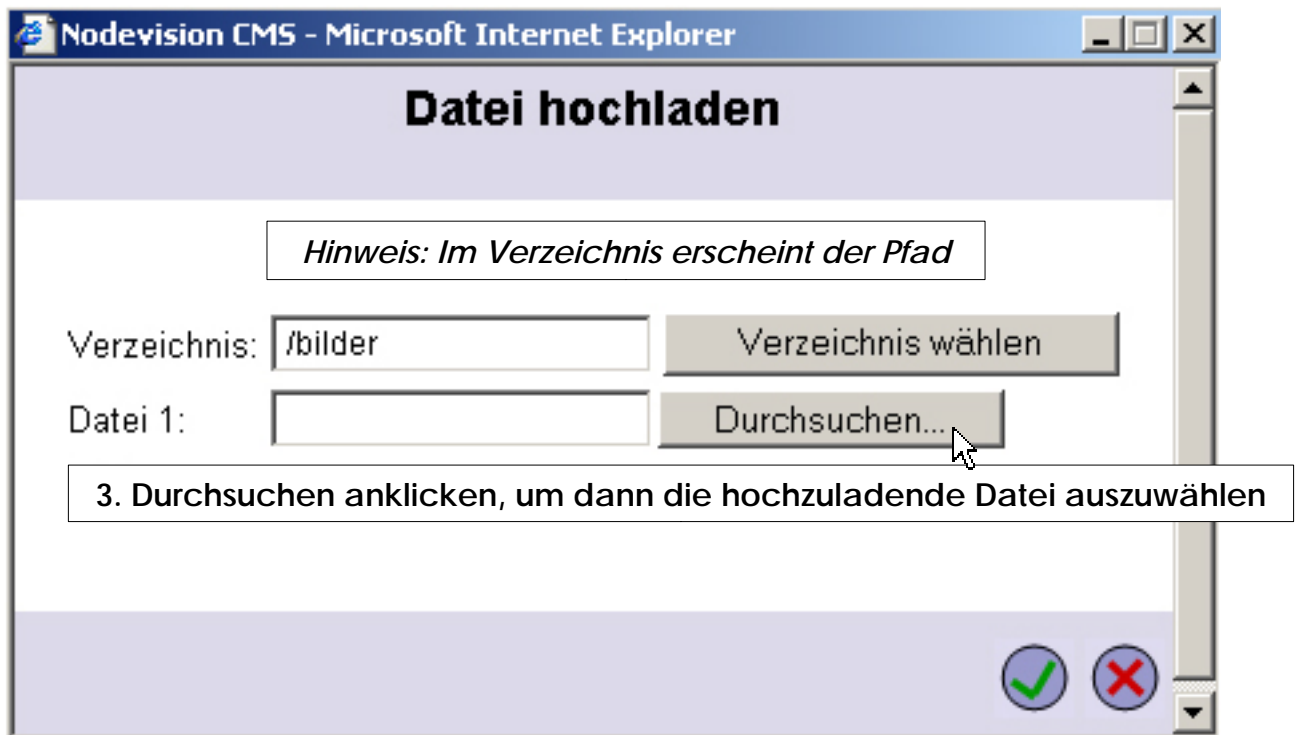 Nodevision CMS - Microsoft Internet Explorer
Datei hochladen
Hinweis: Im Verzeichnis erscheint der Pfad
Verzeichnis: /bilder Verzeichnis wählen
Datei 1: Durchsuchen...
3. Durchsuchen anklicken, um dann die hochzuladende Datei auszuwählen